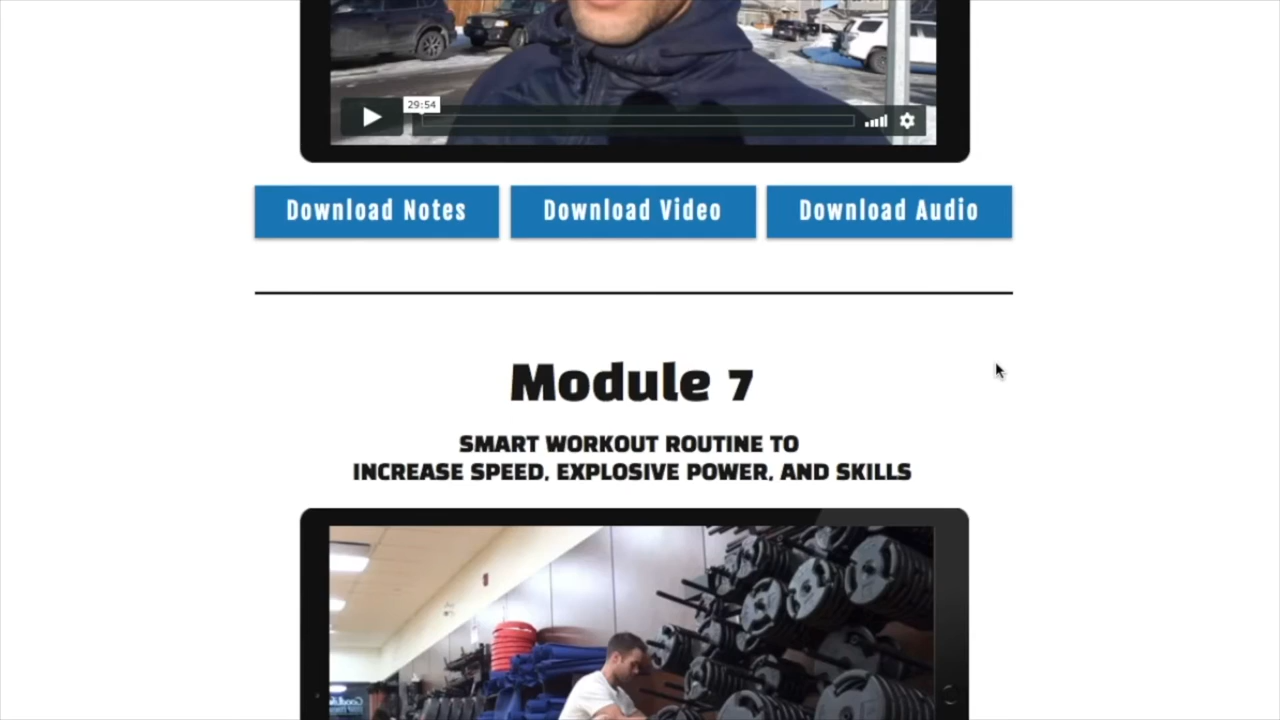 29:54
Download Notes
Download Video
Download Audio
Module 7
SMART WORKOUT ROUTINE TO
INCREASE SPEED, EXPLOSIVE POWER, AND SKILLS